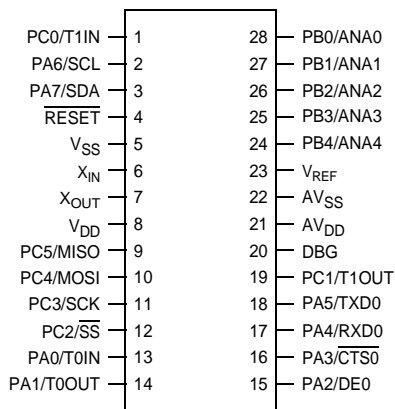 PC0/T1IN 1 28 PB0/ANA0
PA6/SCL 2 27 PB1/ANA1
PA7/SDA 3 26 PB2/ANA2
RESET 4 25 PB3/ANA3
VSS 5 24 PB4/ANA4
XIN 6 23 VREF
XOUT 7 22 AVSS
VDD 8 21 AVDD
PC5/MISO 9 20 DBG
PC4/MOSI 10 19 PC1/T1OUT
PC3/SCK 11 18 PA5/TXD0
PC2/SS 12 17 PA4/RXD0
PA0/T0IN 13 16 PA3/CTS0
PA1/T0OUT 14 15 PA2/DE0